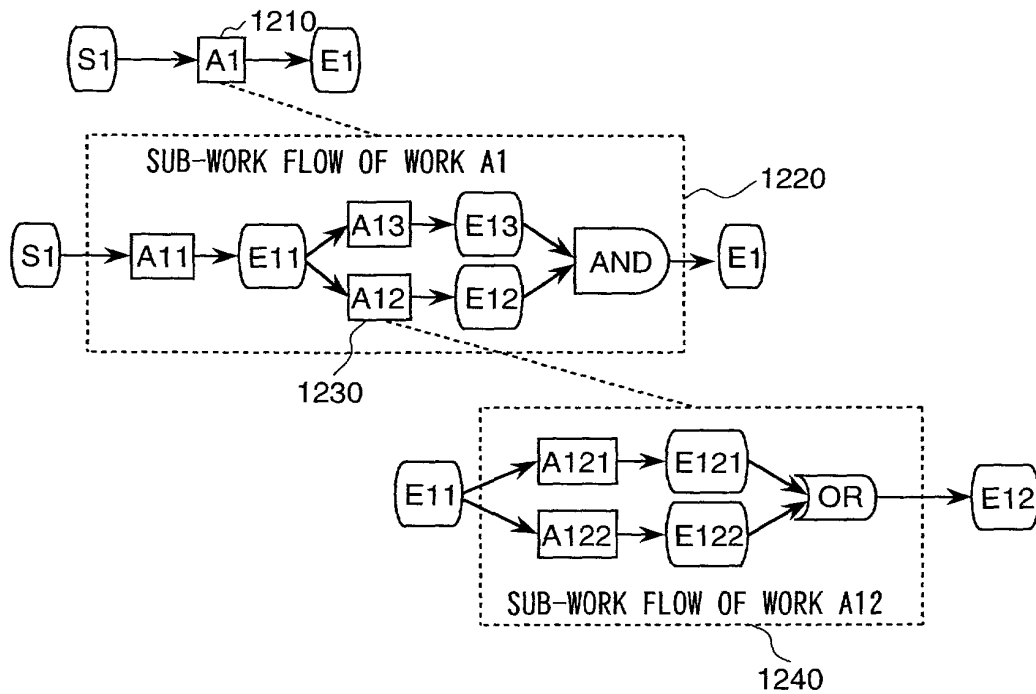 1210
S1 A1 E1
SUB-WORK FLOW OF WORK A1
1220
A13 E13
S1 A11 E11 AND E1
A12 E12
1230
A121 E121
E11 OR E12
A122 E122
SUB-WORK FLOW OF WORK A12
1240